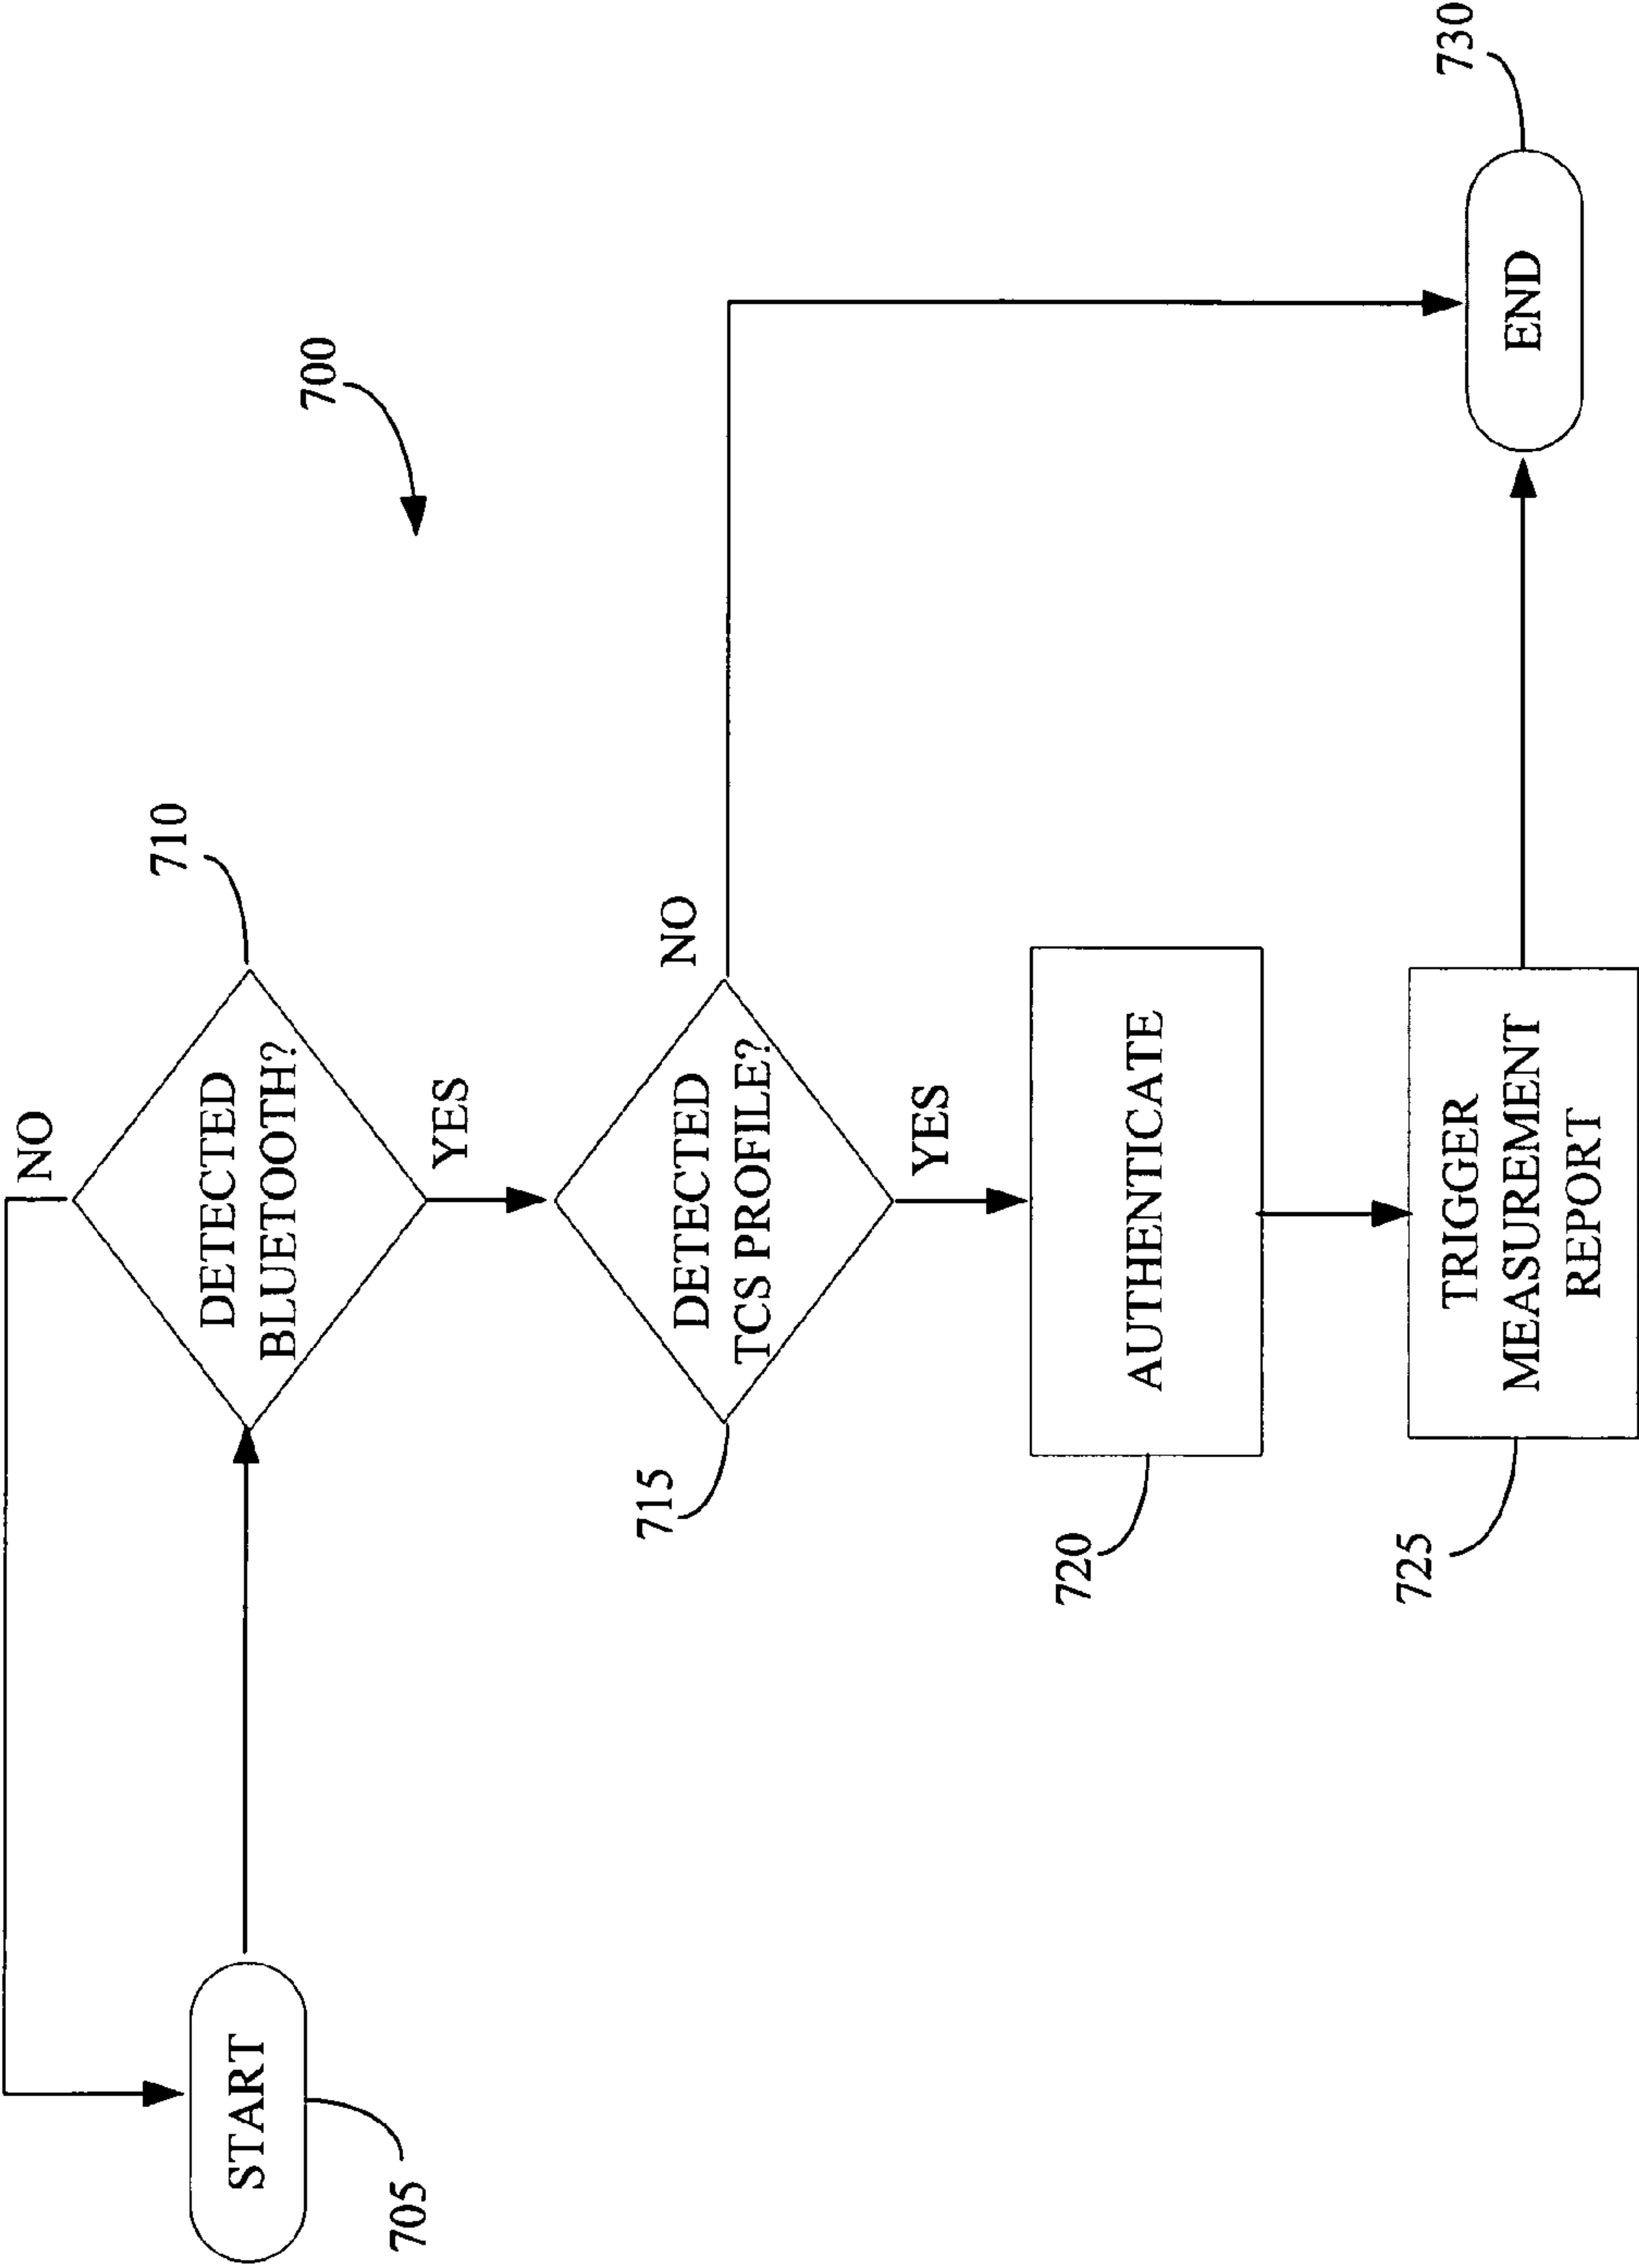 NO
710
START
DETECTED
BLUETOOTH?
705
700
YES
715
DETECTED
TCS PROFILE?
NO
YES
720
AUTHENTICATE
725
TRIGGER
MEASUREMENT
REPORT
END
730